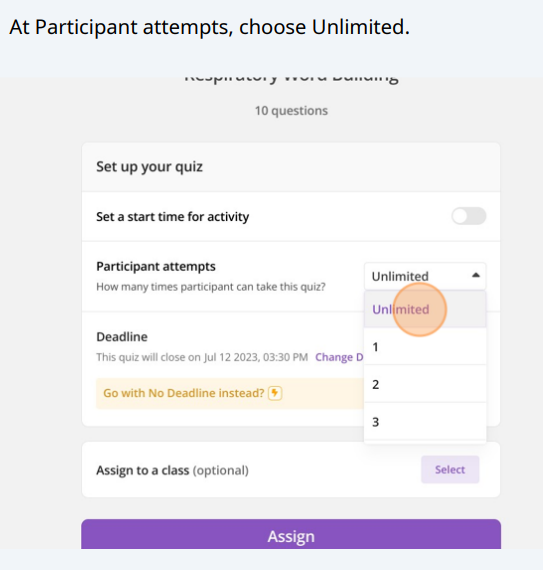 At Participant attempts, choose Unlimited.
Respiratory Word Building
10 questions
Set up your quiz
Set a start time for activity
Participant attempts
How many times participant can take this quiz?
Unlimited
Unlimited
1
2
3
Deadline
This quiz will close on Jul 12 2023, 03:30 PM Change D
Go with No Deadline instead?
Assign to a class (optional)
Select
Assign